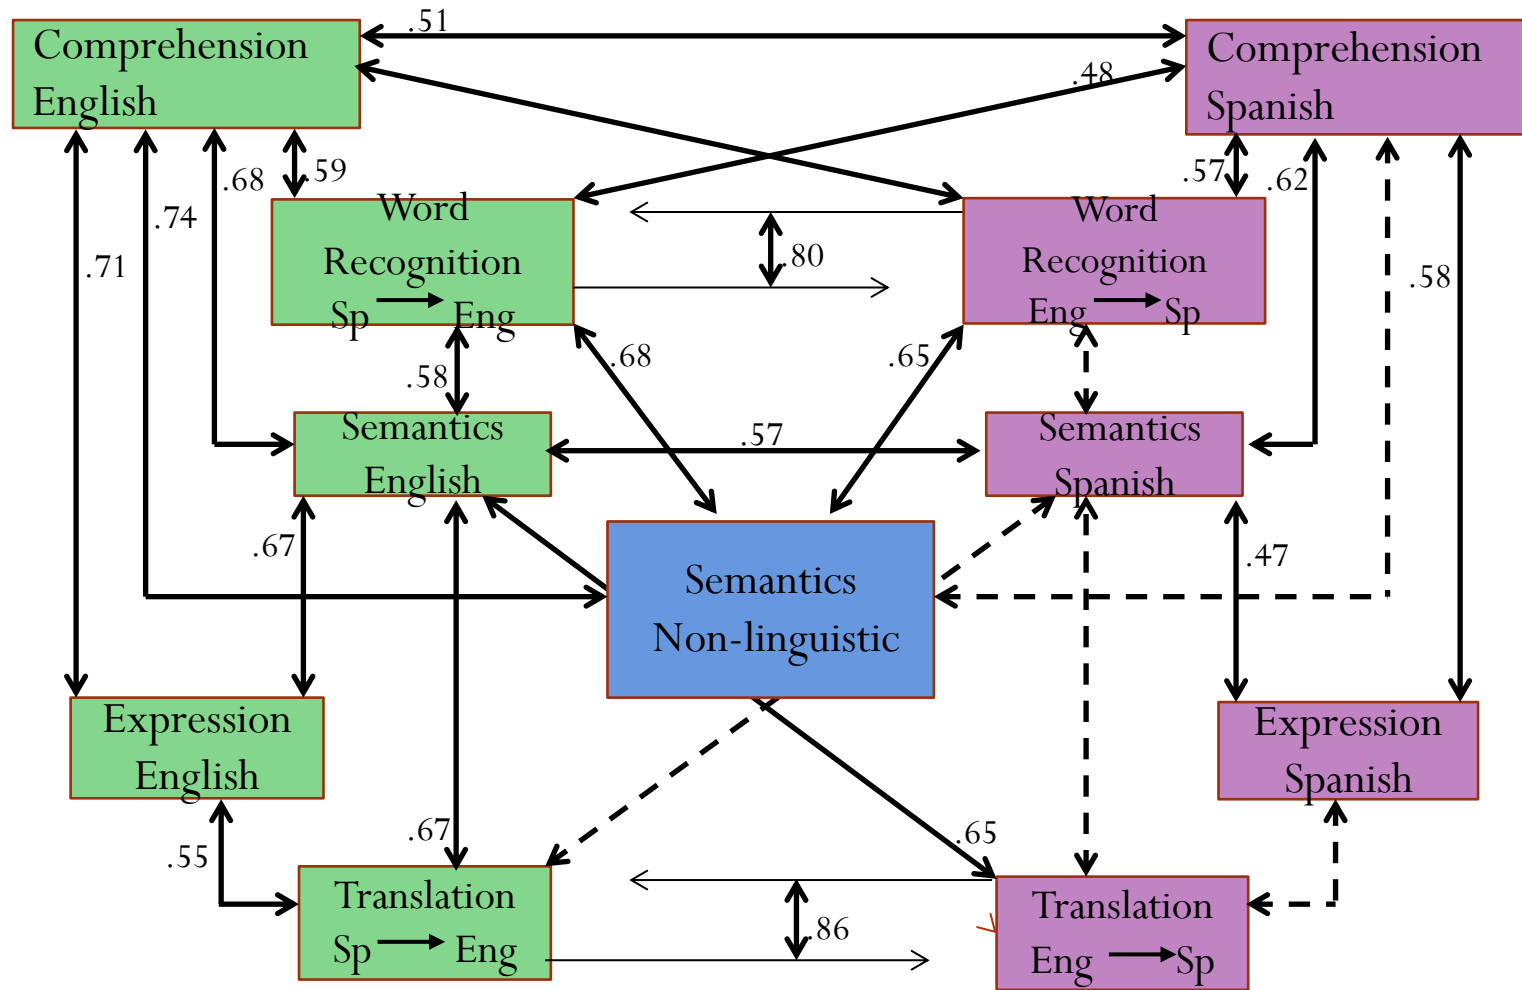 .51
Comprehension
English
Comprehension
Spanish
.48
.59
.68
.74
.71
.57
.62
.58
Word
Recognition
Sp Eng
.80
Word
Recognition
Eng Sp
.58
.68
.65
Semantics
English
.57
Semantics
Spanish
.67
Semantics
Non-linguistic
.47
Expression
English
Expression
Spanish
.55
.67
.65
Translation
Sp Eng
.86
Translation
Eng Sp